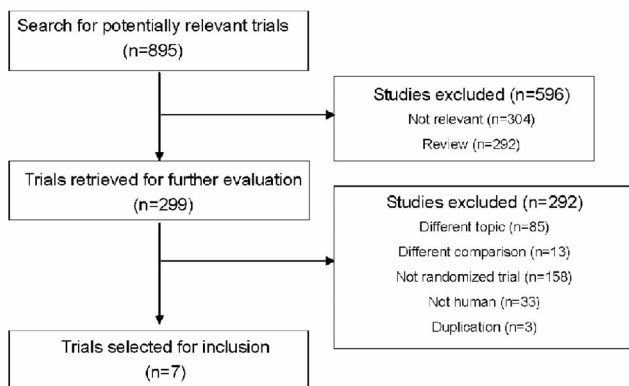 Search for potentially relevant trials
(n=895)
Studies excluded (n=596)
Not relevant (n=304)
Review (n=292)
Trials retrieved for further evaluation
(n=299)
Studies excluded (n=292)
Different topic (n=85)
Different comparison (n=13)
Not randomized trial (n=158)
Not human (n=33)
Duplication (n=3)
Trials selected for inclusion
(n=7)